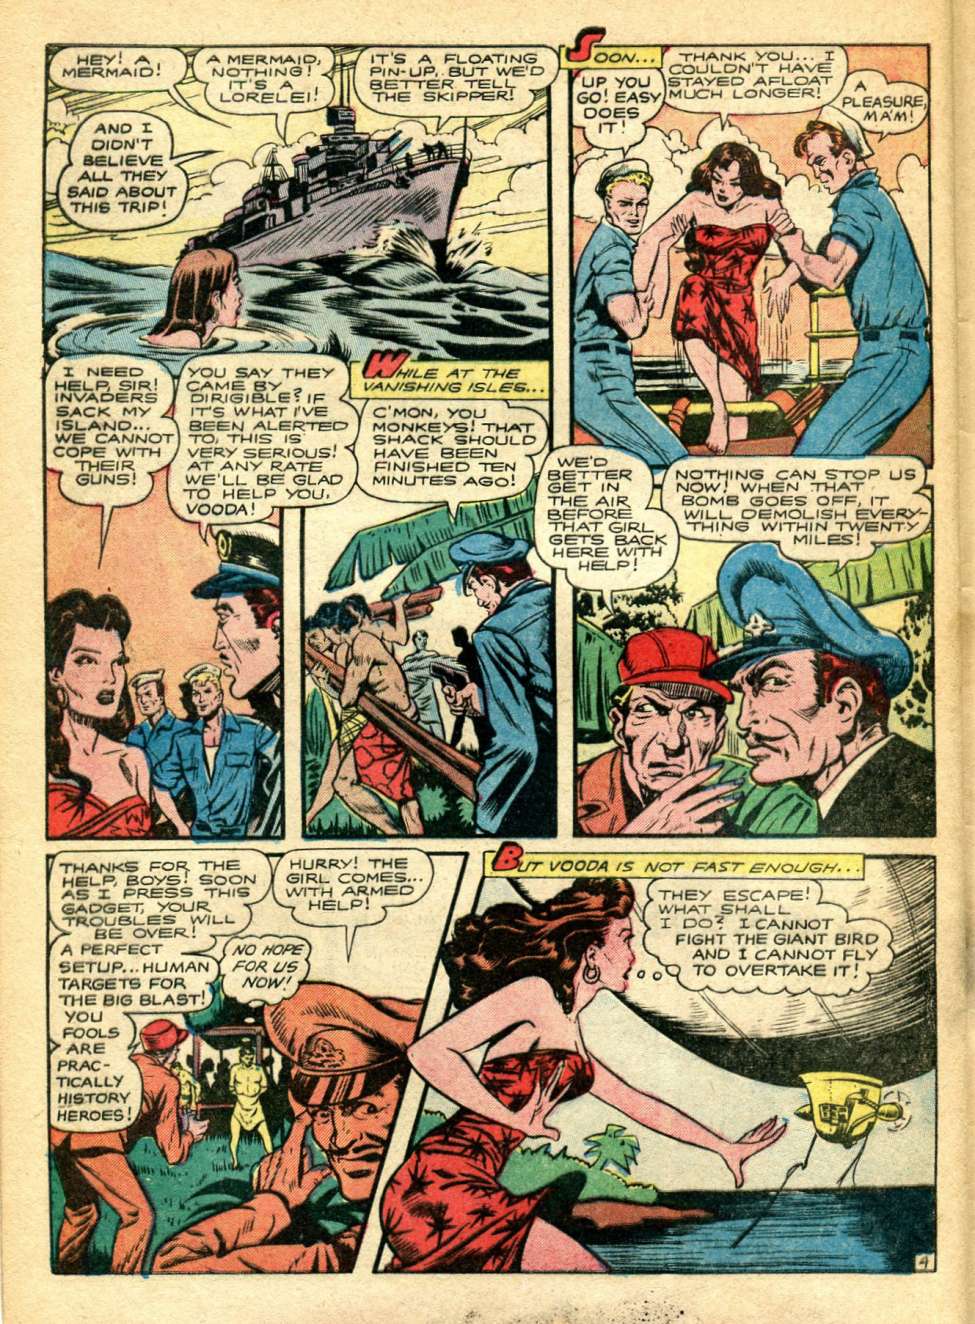 HEY! A
MERMAID!
A MERMAID,
NOTHING!
IT'S A
LORELEI!
IT'S A FLOATING
PIN-UP, BUT WE'D
BETTER TELL
THE SKIPPER!
AND I
DIDN'T
BELIEVE
ALL THEY
SAID ABOUT
THIS TRIP!
SOON...
UP YOU
GO! EASY
DOES
IT!
THANK YOU... I
COULDN'T HAVE
STAYED AFLOAT
MUCH LONGER!
A
PLEASURE,
MA'M!
I NEED
HELP, SIR!
INVADERS
SACK MY
ISLAND...
WE CANNOT
COPE WITH
THEIR
GUNS!
YOU SAY THEY
CAME BY
DIRIGIBLE? IF
IT'S WHAT I'VE
BEEN ALERTED
TO, THIS IS
VERY SERIOUS!
AT ANY RATE
WE'LL BE GLAD
TO HELP YOU,
VOODA!
WHILE AT THE
VANISHING ISLES...
C'MON, YOU
MONKEYS! THAT
SHACK SHOULD
HAVE BEEN
FINISHED TEN
MINUTES AGO!
WE'D
BETTER
GET IN
THE AIR
BEFORE
THAT GIRL
GETS BACK
HERE WITH
HELP!
NOTHING CAN STOP US
NOW! WHEN THAT
BOMB GOES OFF, IT
WILL DEMOLISH EVERY-
THING WITHIN TWENTY
MILES!
THANKS FOR THE
HELP, BOYS! SOON
AS I PRESS THIS
GADGET, YOUR
TROUBLES WILL
BE OVER!
A PERFECT
SETUP... HUMAN
TARGETS FOR
THE BIG BLAST!
YOU
FOOLS
ARE
PRAC-
TICALLY
HISTORY
HEROES!
NO HOPE
FOR US
NOW!
HURRY! THE
GIRL COMES...
WITH ARMED
HELP!
BUT VOODA IS NOT FAST ENOUGH...
THEY ESCAPE!
WHAT SHALL
I DO? I CANNOT
FIGHT THE GIANT BIRD
AND I CANNOT FLY
TO OVERTAKE IT!
4